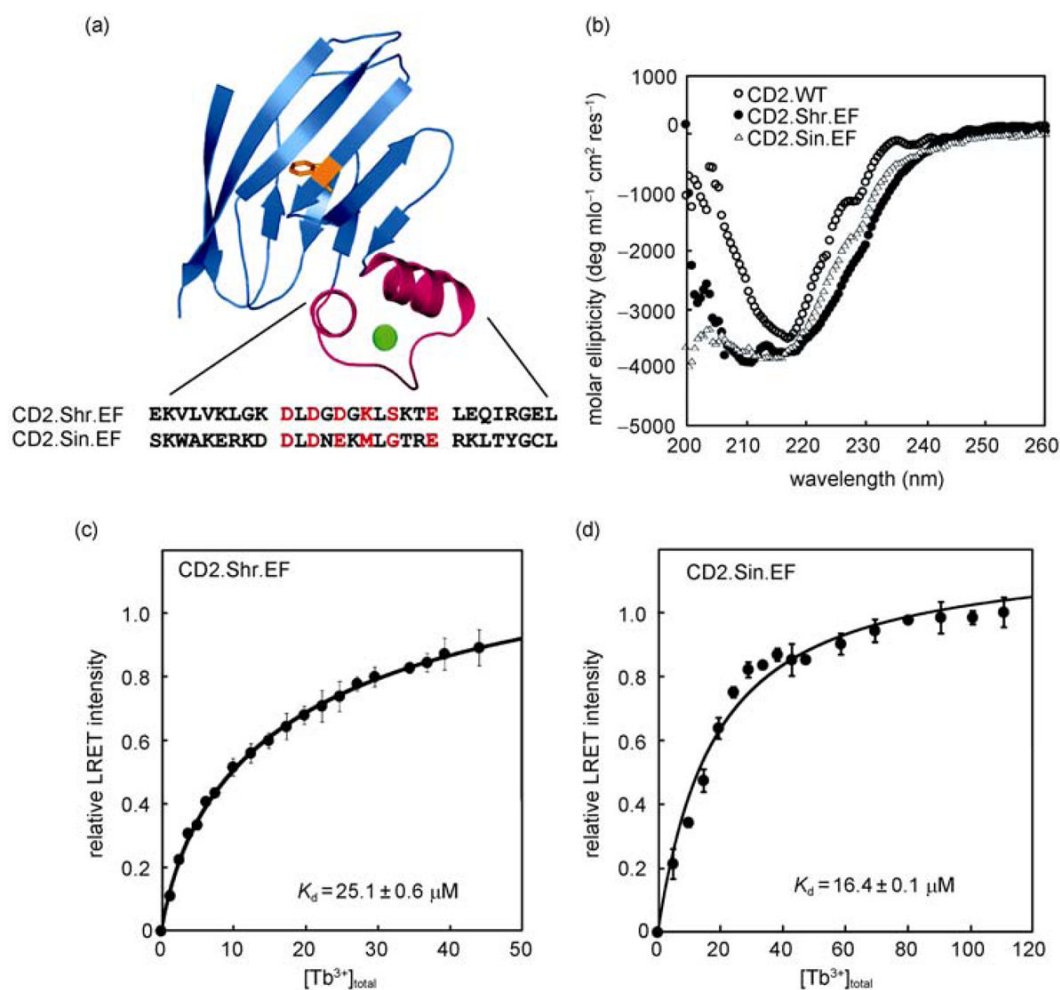 (a)
CD2.Shr.EF EKVLVKLGK DLDGDGKLSKTE LEQIRGEL
CD2.Sin.EF SKWAKERKD DLDNEKMLGTRE RKLTYGCL
(b)
1000
0
−1000
−2000
−3000
−4000
−5000
molar ellipticity (deg mlo⁻¹ cm² res⁻¹)
CD2.WT
CD2.Shr.EF
CD2.Sin.EF
200 210 220 230 240 250 260
wavelength (nm)
(c)
CD2.Shr.EF
1.0
0.8
0.6
0.4
0.2
0
relative LRET intensity
K_d = 25.1 ± 0.6 μM
0 10 20 30 40 50
[Tb³⁺]total
(d)
CD2.Sin.EF
1.0
0.8
0.6
0.4
0.2
0
relative LRET intensity
K_d = 16.4 ± 0.1 μM
0 20 40 60 80 100 120
[Tb³⁺]total